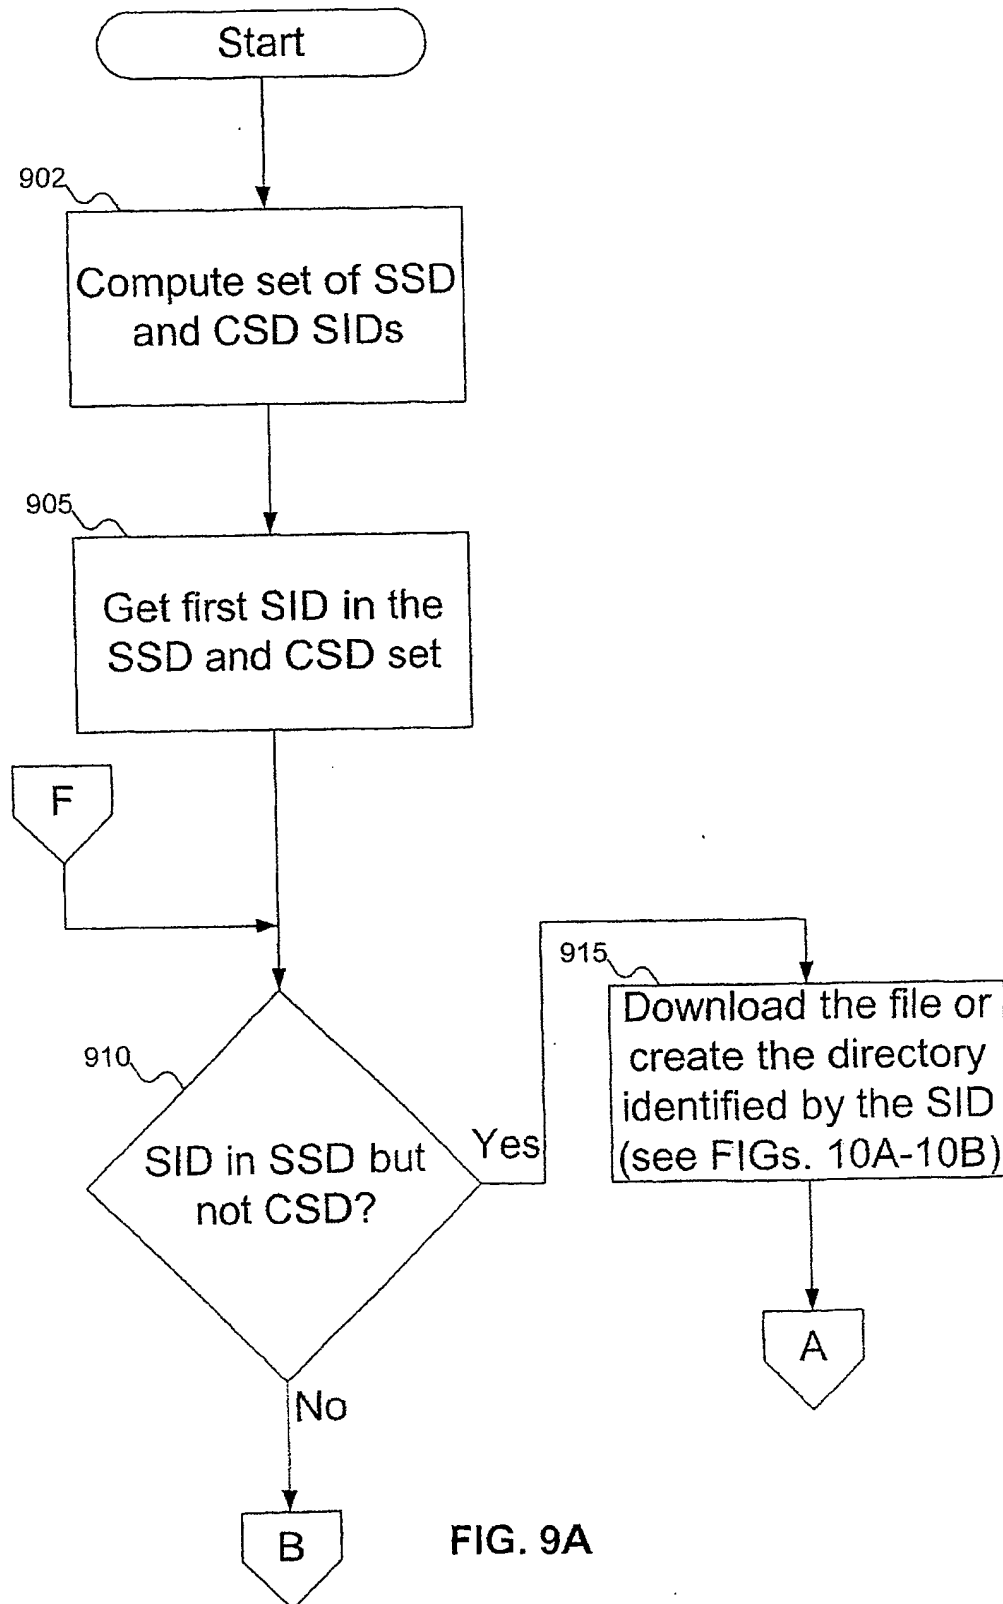 Start
902
Compute set of SSD
and CSD SIDs
905
Get first SID in the
SSD and CSD set
F
910
SID in SSD but
not CSD?
Yes
915
Download the file or
create the directory
identified by the SID
(see FIGs. 10A-10B)
A
No
B
FIG. 9A